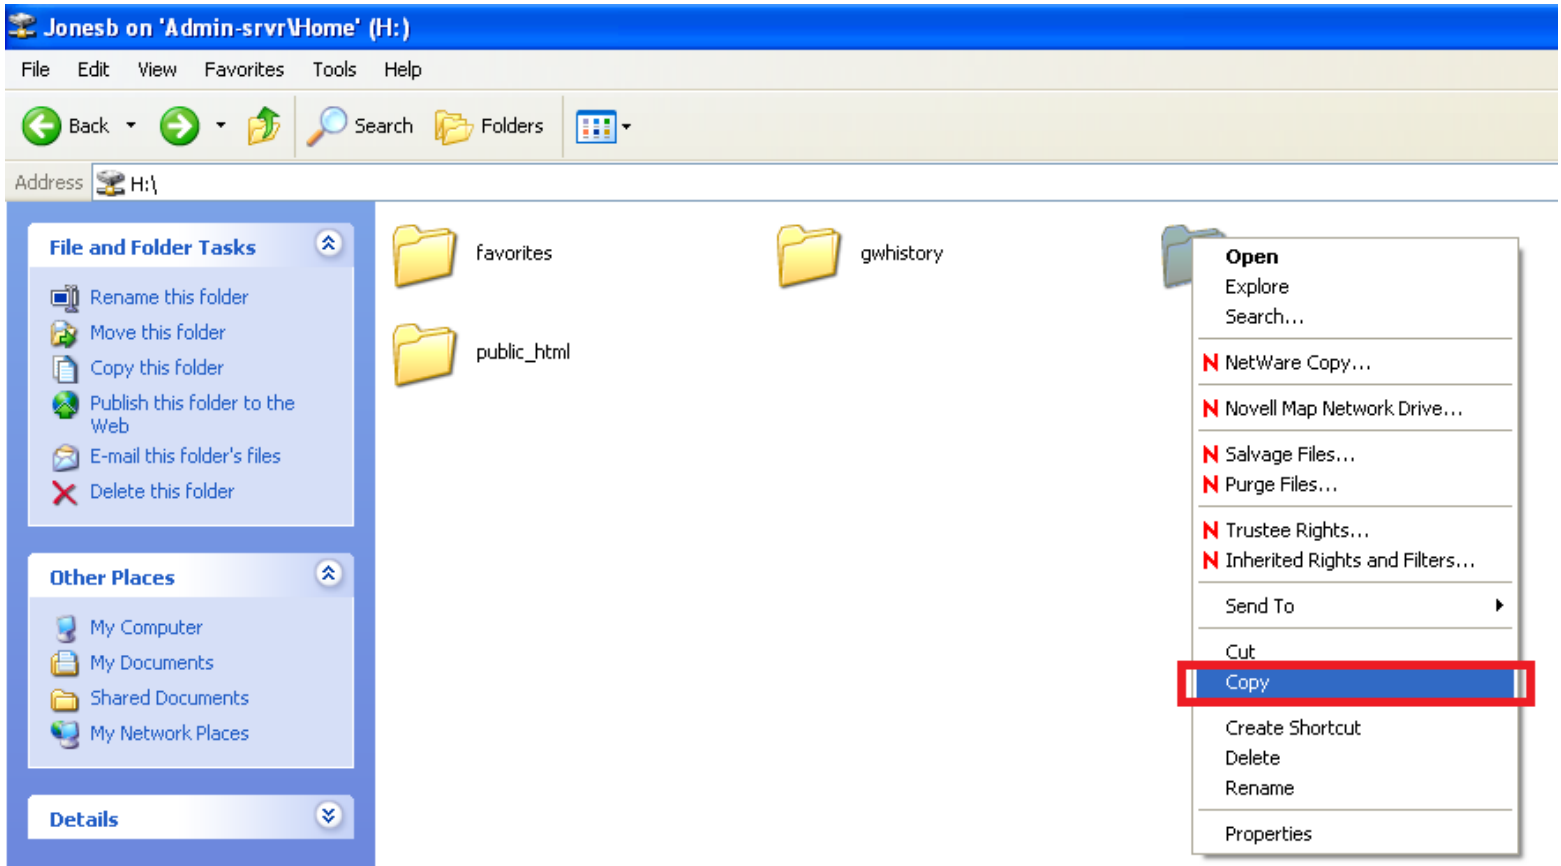 Jonesb on 'Admin-srvr\Home' (H:)
File Edit View Favorites Tools Help
Back Search Folders
Address H:\
File and Folder Tasks
Rename this folder
Move this folder
Copy this folder
Publish this folder to the
Web
E-mail this folder's files
Delete this folder
Other Places
My Computer
My Documents
Shared Documents
My Network Places
Details
favorites
gwhistory
public_html
Open
Explore
Search...
N NetWare Copy...
N Novell Map Network Drive...
N Salvage Files...
N Purge Files...
N Trustee Rights...
N Inherited Rights and Filters...
Send To
Cut
Copy
Create Shortcut
Delete
Rename
Properties